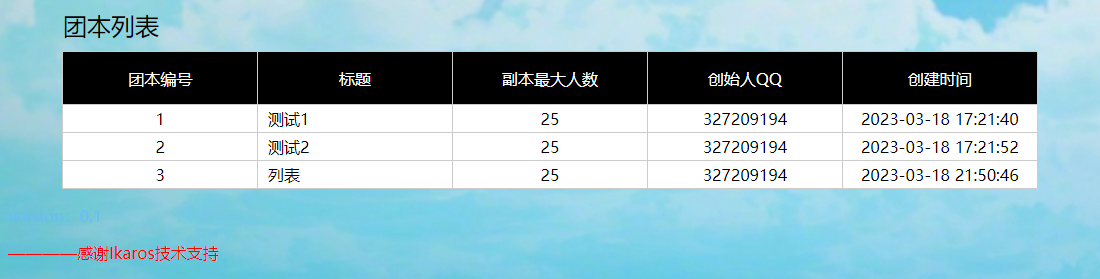 团本列表
团本编号 标题 副本最大人数 创始人QQ 创建时间
1 测试1 25 327209194 2023-03-18 17:21:40
2 测试2 25 327209194 2023-03-18 17:21:52
3 列表 25 327209194 2023-03-18 21:50:46
0.1
————感谢Ikaros技术支持